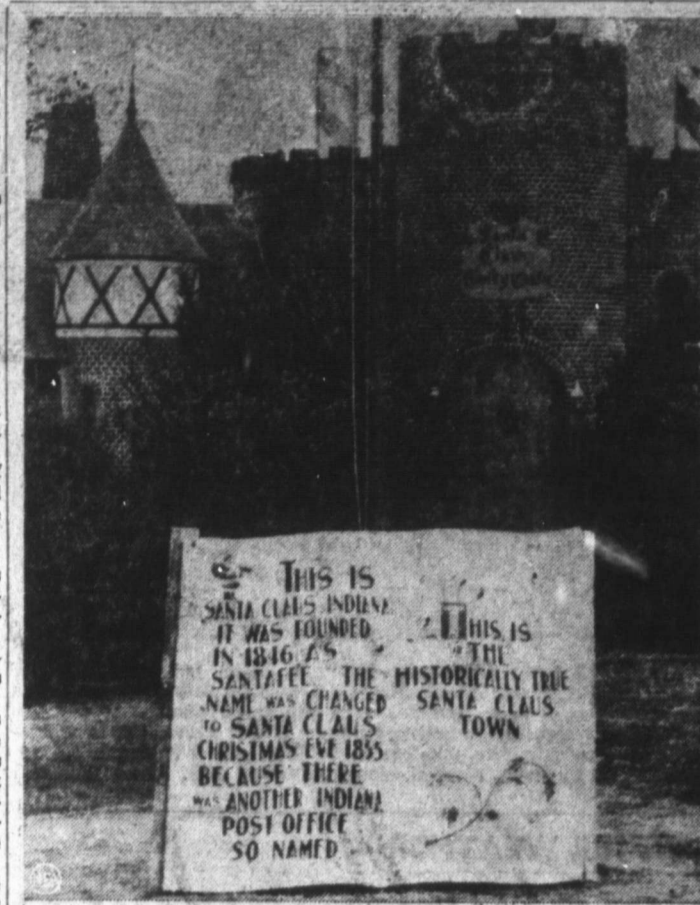 THIS IS
SANTA CLAUS INDIANA
IT WAS FOUNDED
IN 1846 AS
SANTAFEE THE
NAME WAS CHANGED
TO SANTA CLAUS
CHRISTMAS EVE 1855
BECAUSE THERE
WAS ANOTHER INDIANA
POST OFFICE
SO NAMED
THIS IS
THE
HISTORICALLY TRUE
SANTA CLAUS
TOWN